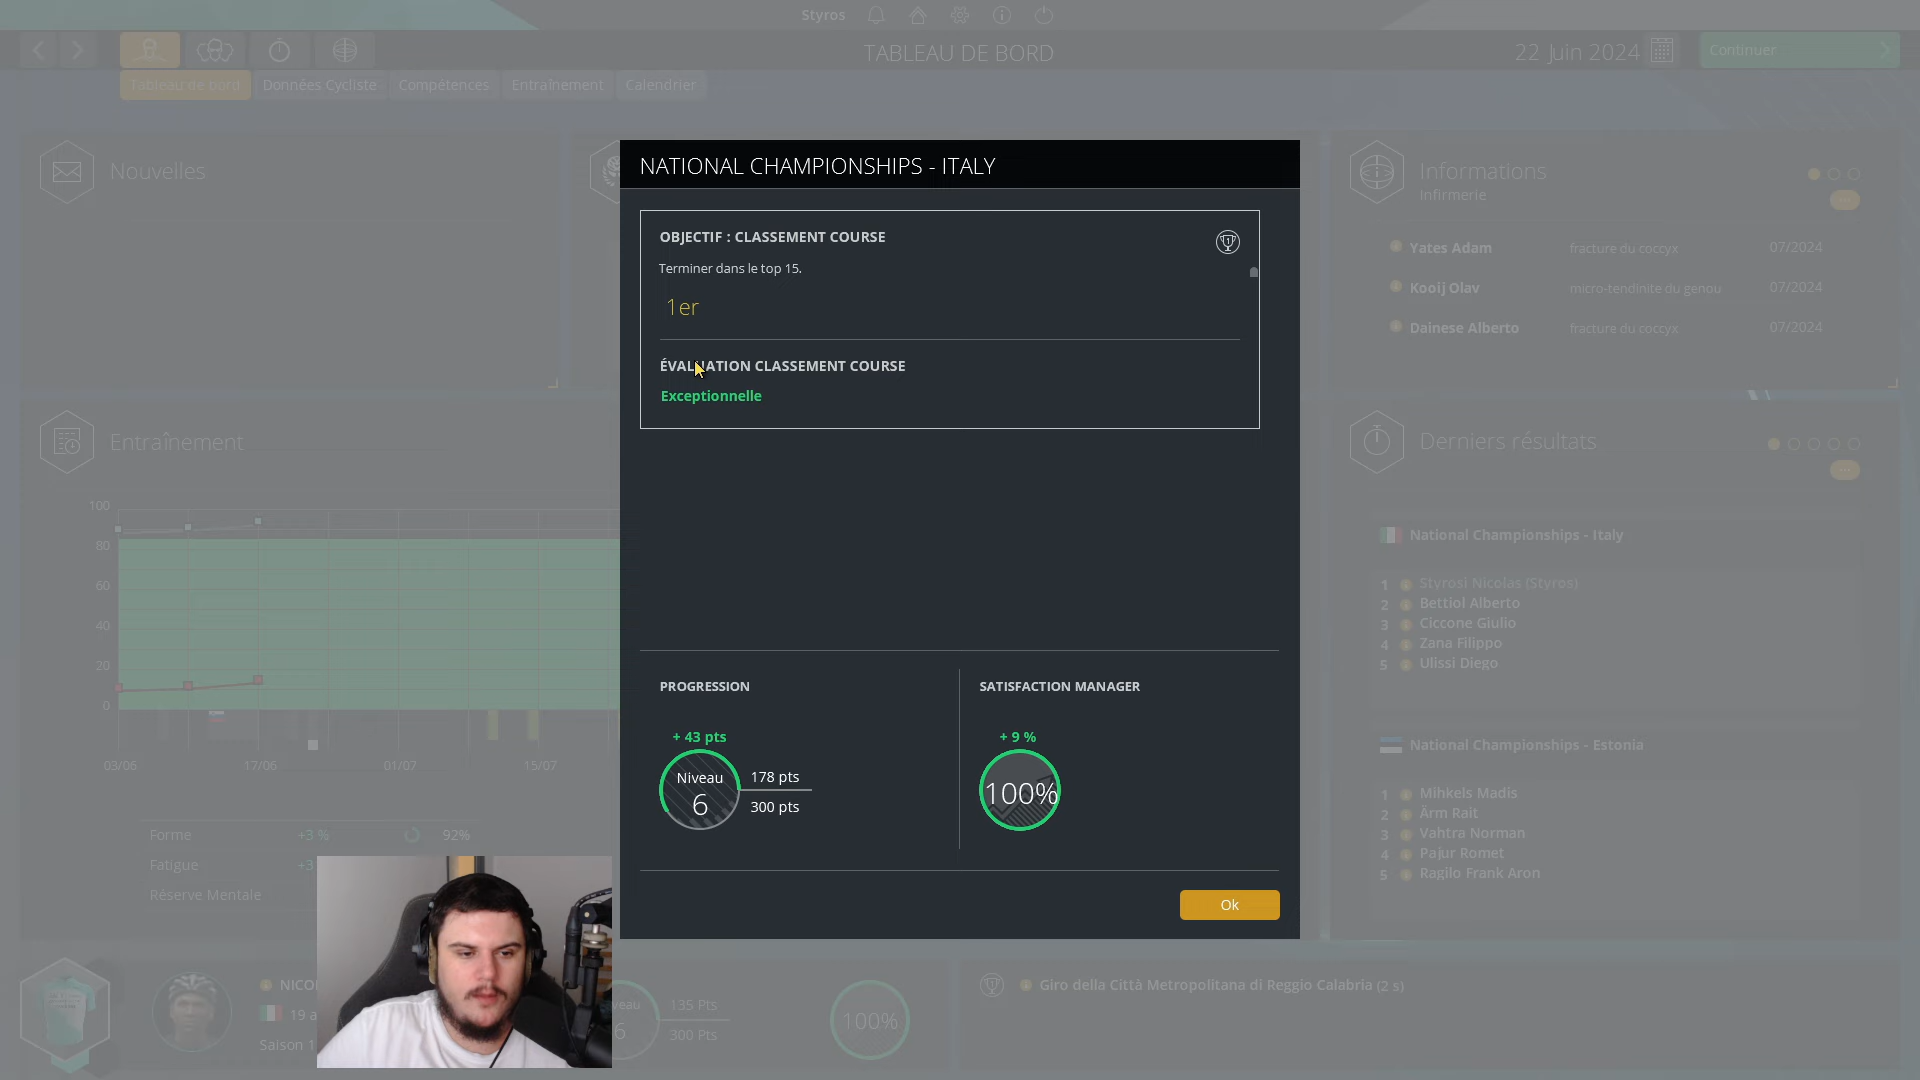 Styros
TABLEAU DE BORD
22 Juin 2024
Continuer
Tableau de bord
Données Cycliste
Compétences
Entraînement
Calendrier
Nouvelles
NATIONAL CHAMPIONSHIPS - ITALY
OBJECTIF : CLASSEMENT COURSE
Terminer dans le top 15.
1er
ÉVALUATION CLASSEMENT COURSE
Exceptionnelle
PROGRESSION
+ 43 pts
Niveau
6
178 pts
300 pts
SATISFACTION MANAGER
+ 9 %
100%
Ok
Informations
Infirmerie
Yates Adam fracture du coccyx 07/2024
Kooij Olav micro-tendinite du genou 07/2024
Dainese Alberto fracture du coccyx 07/2024
Entraînement
100
80
60
40
20
0
03/06 17/06 01/07 15/07
Forme +3 % 92%
Fatigue +3
Réserve Mentale
Derniers résultats
National Championships - Italy
1 Styrosi Nicolas (Styros)
2 Bettiol Alberto
3 Ciccone Giulio
4 Zana Filippo
5 Ulissi Diego
National Championships - Estonia
1 Mihkels Madis
2 Ärm Rait
3 Vahtra Norman
4 Pajur Romet
5 Ragilo Frank Aron
NICO
19 a
Saison 1
veau
6
135 Pts
300 Pts
100%
Giro della Città Metropolitana di Reggio Calabria (2 s)